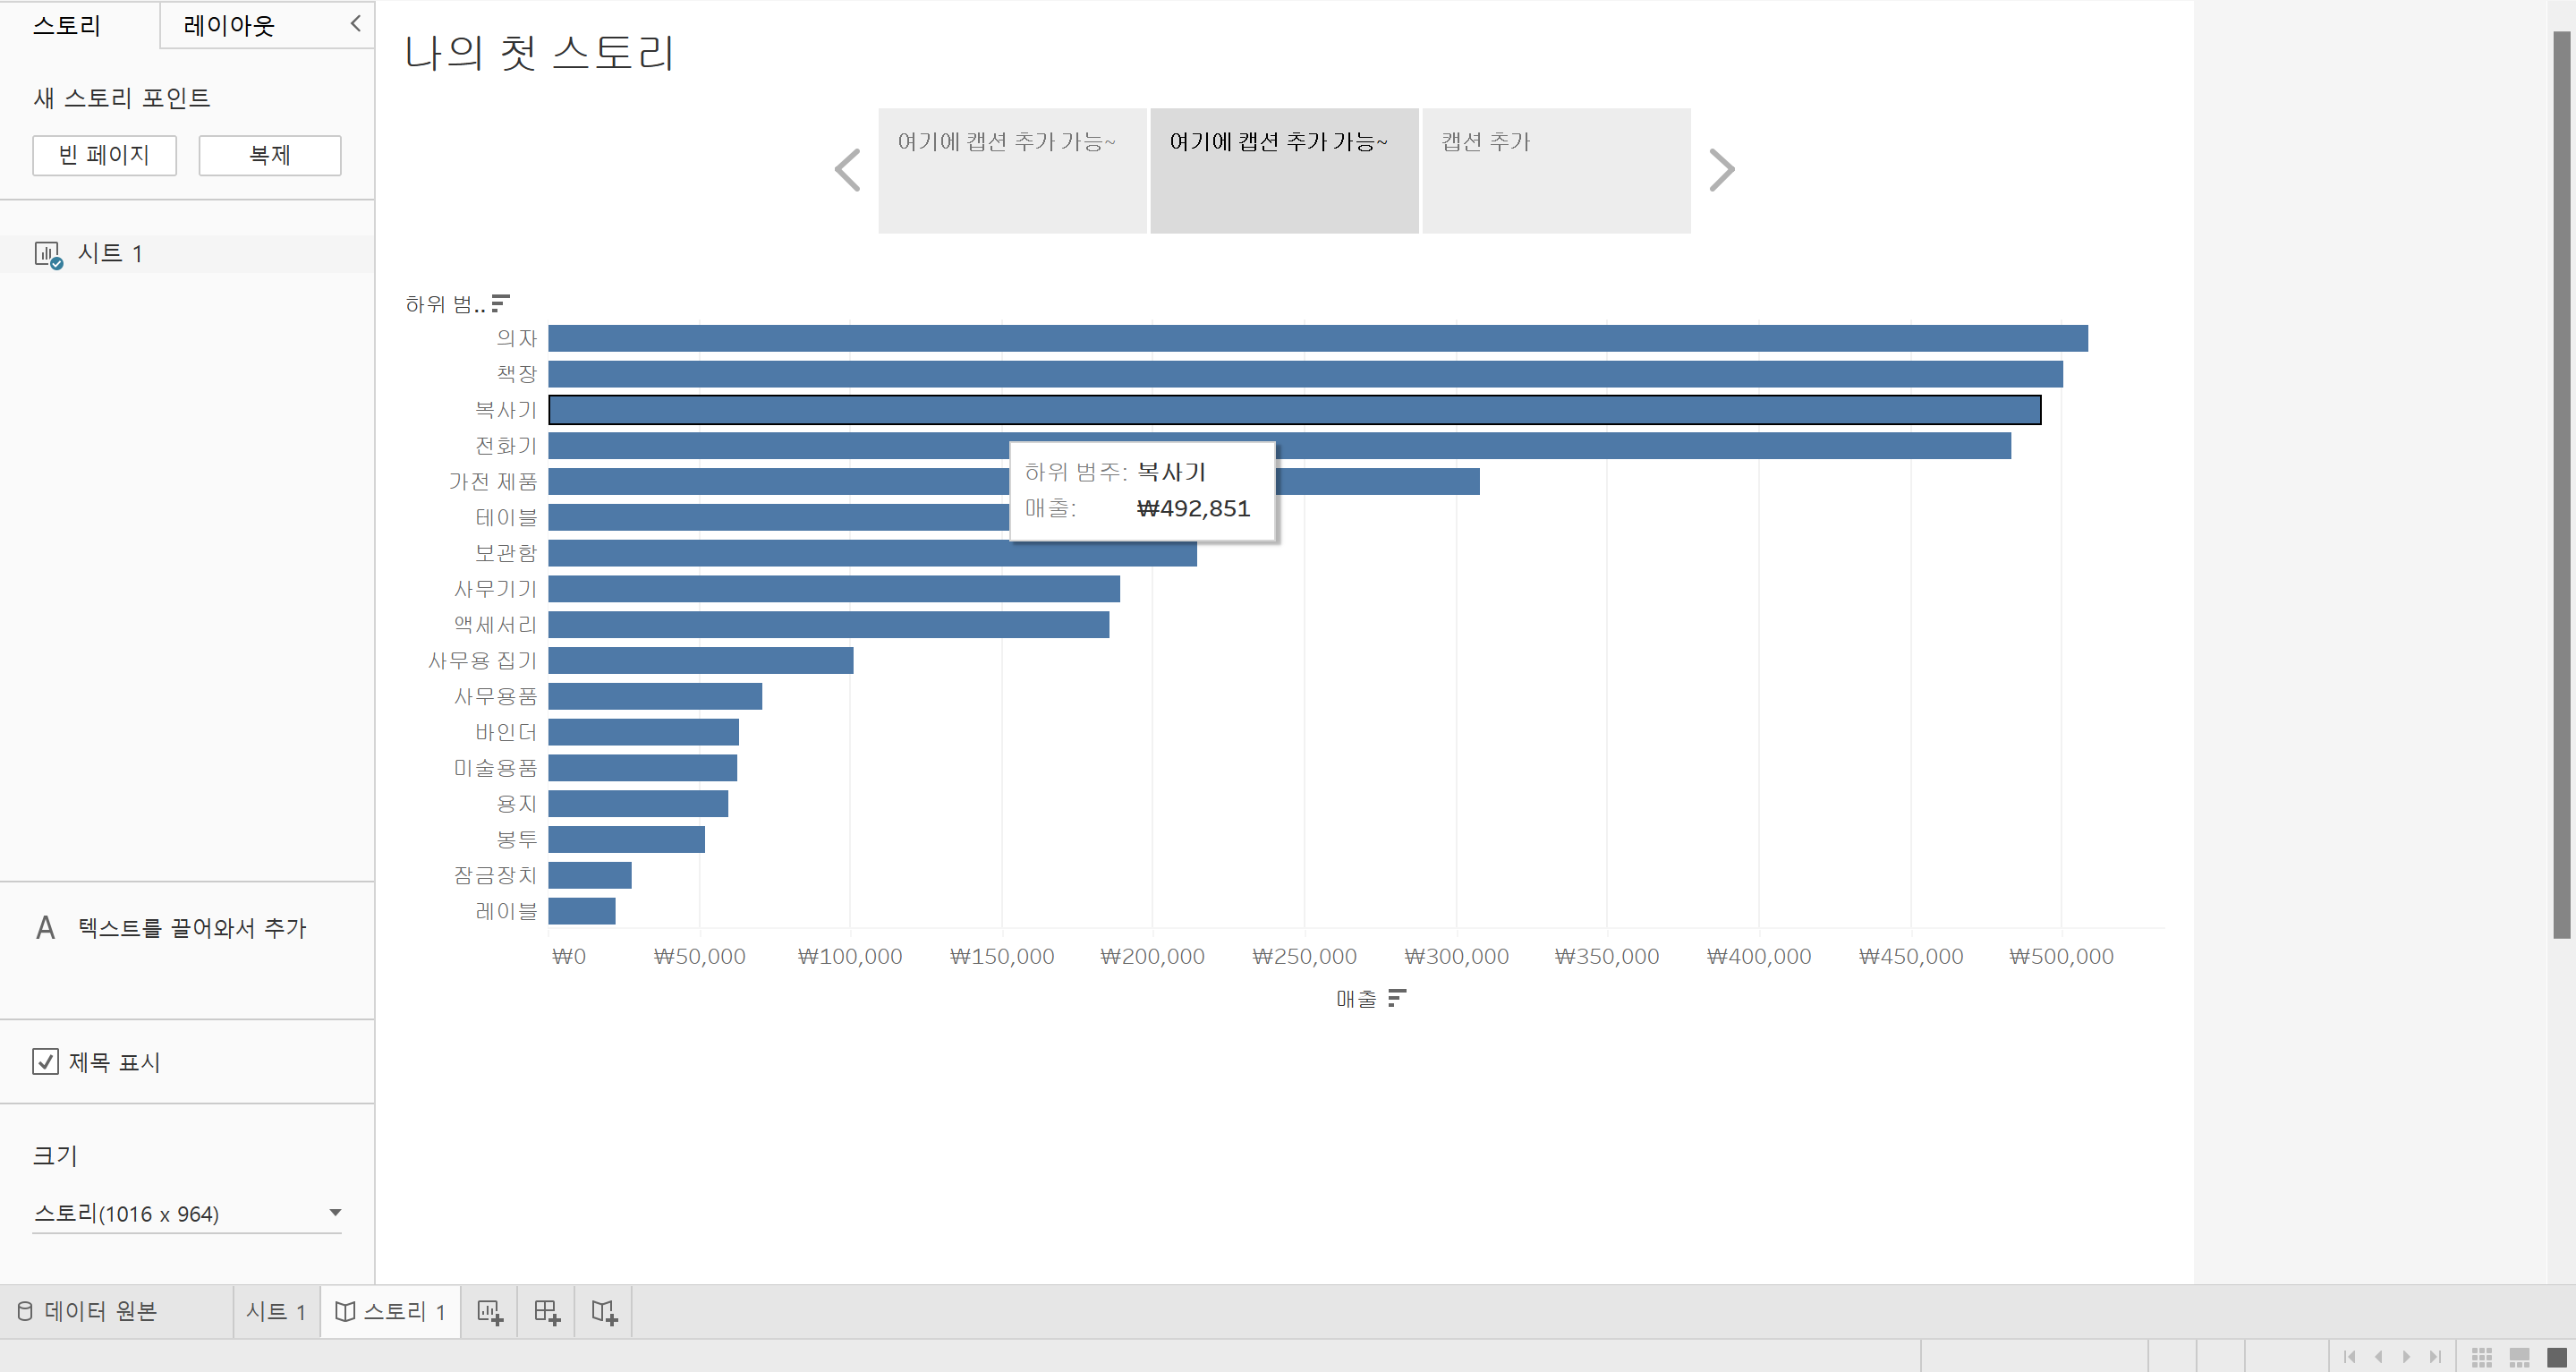 스토리
레이아웃
새 스토리 포인트
빈 페이지
복제
시트 1
텍스트를 끌어와서 추가
제목 표시
크기
스토리(1016 x 964)
나의 첫 스토리
여기에 캡션 추가 가능~
여기에 캡션 추가 가능~
캡션 추가
하위 범..
의자
책장
복사기
전화기
가전 제품
테이블
보관함
사무기기
액세서리
사무용 집기
사무용품
바인더
미술용품
용지
봉투
잠금장치
레이블
하위 범주: 복사기
매출: ₩492,851
₩0 ₩50,000 ₩100,000 ₩150,000 ₩200,000 ₩250,000 ₩300,000 ₩350,000 ₩400,000 ₩450,000 ₩500,000
매출
데이터 원본
시트 1
스토리 1